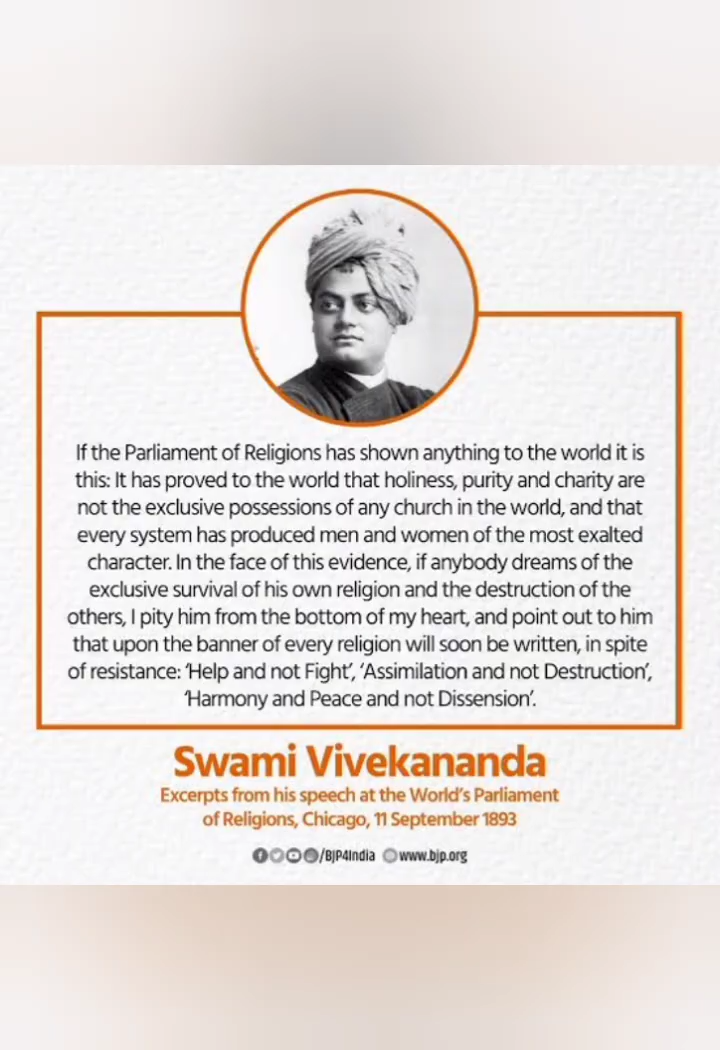 If the Parliament of Religions has shown anything to the world it is
this: It has proved to the world that holiness, purity and charity are
not the exclusive possessions of any church in the world, and that
every system has produced men and women of the most exalted
character. In the face of this evidence, if anybody dreams of the
exclusive survival of his own religion and the destruction of the
others, I pity him from the bottom of my heart, and point out to him
that upon the banner of every religion will soon be written, in spite
of resistance: ‘Help and not Fight’, ‘Assimilation and not Destruction’,
‘Harmony and Peace and not Dissension’.
Swami Vivekananda
Excerpts from his speech at the World’s Parliament
of Religions, Chicago, 11 September 1893
/BJP4India www.bjp.org